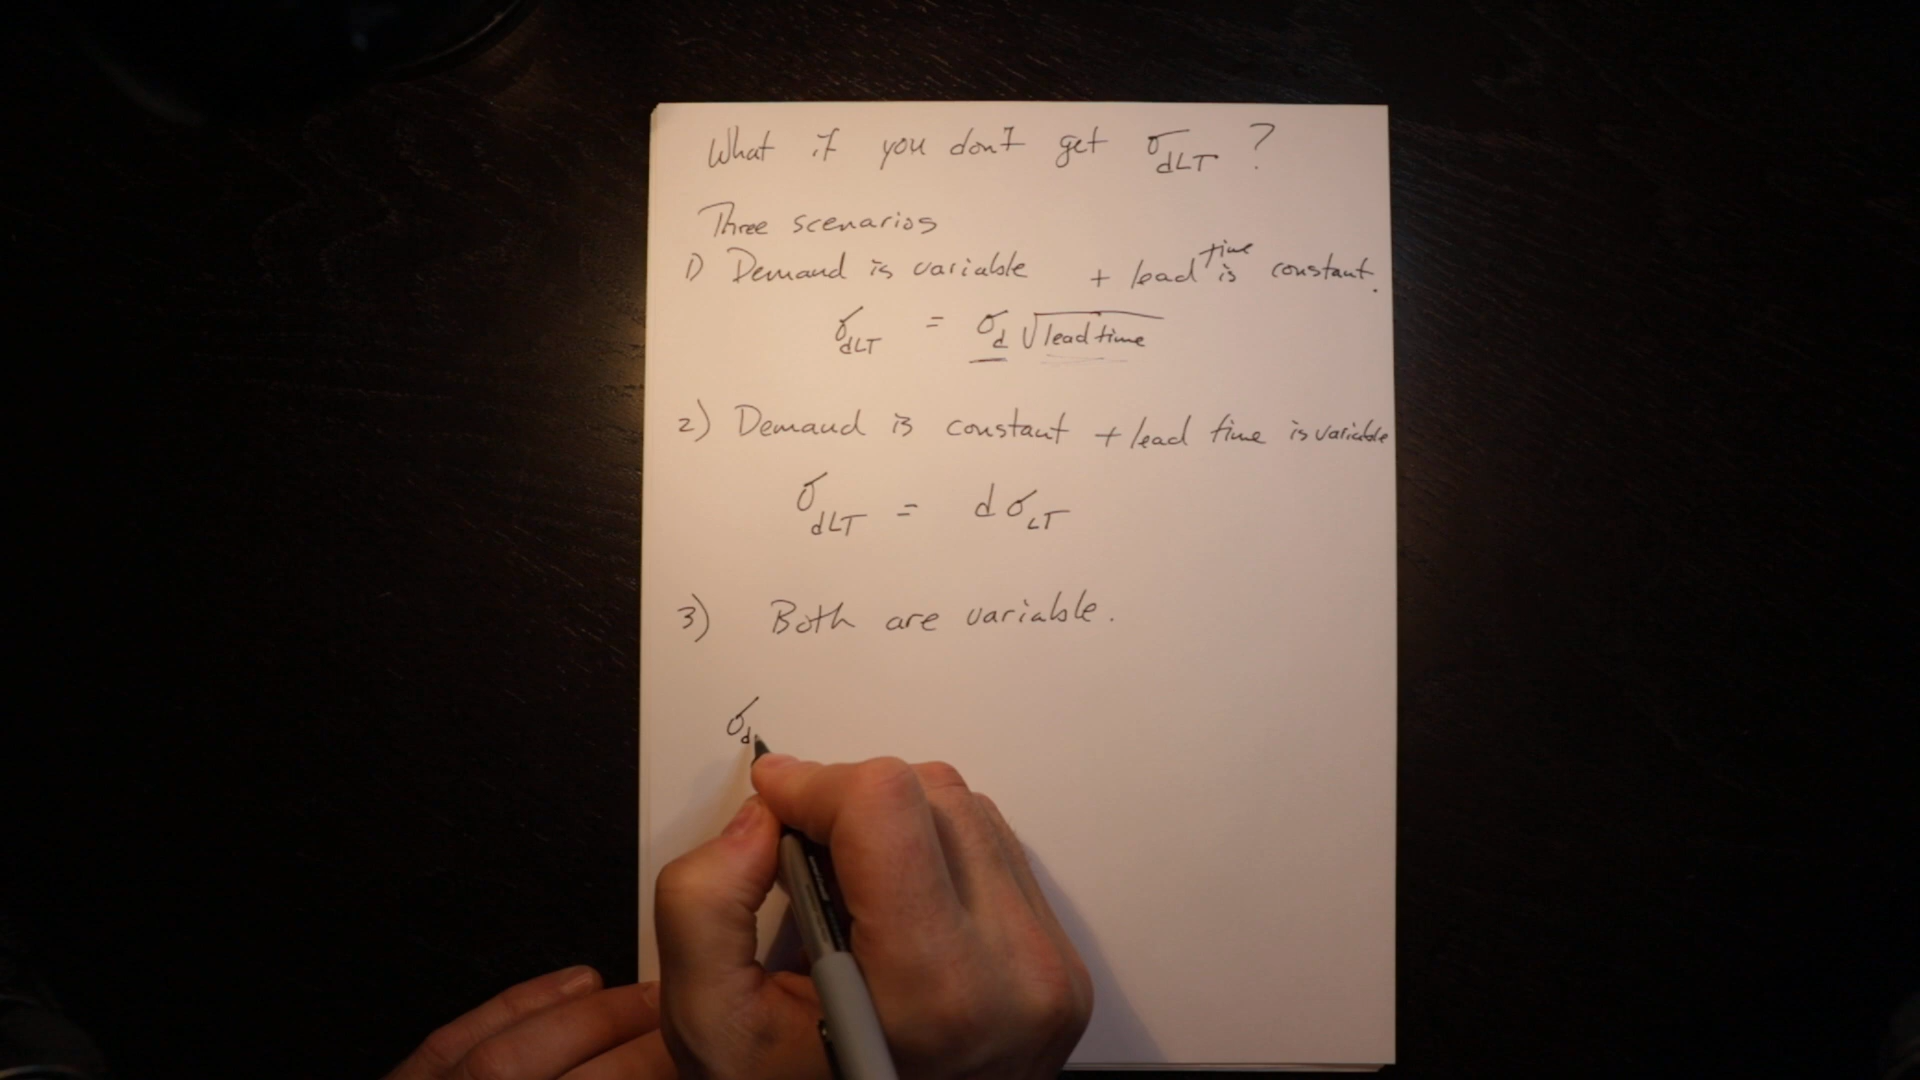 What if you don't get σdLT ?
Three scenarios
1) Demand is variable + lead time is constant.
σdLT = σd √lead time
2) Demand is constant + lead time is variable
σdLT = d σLT
3) Both are variable.
σd